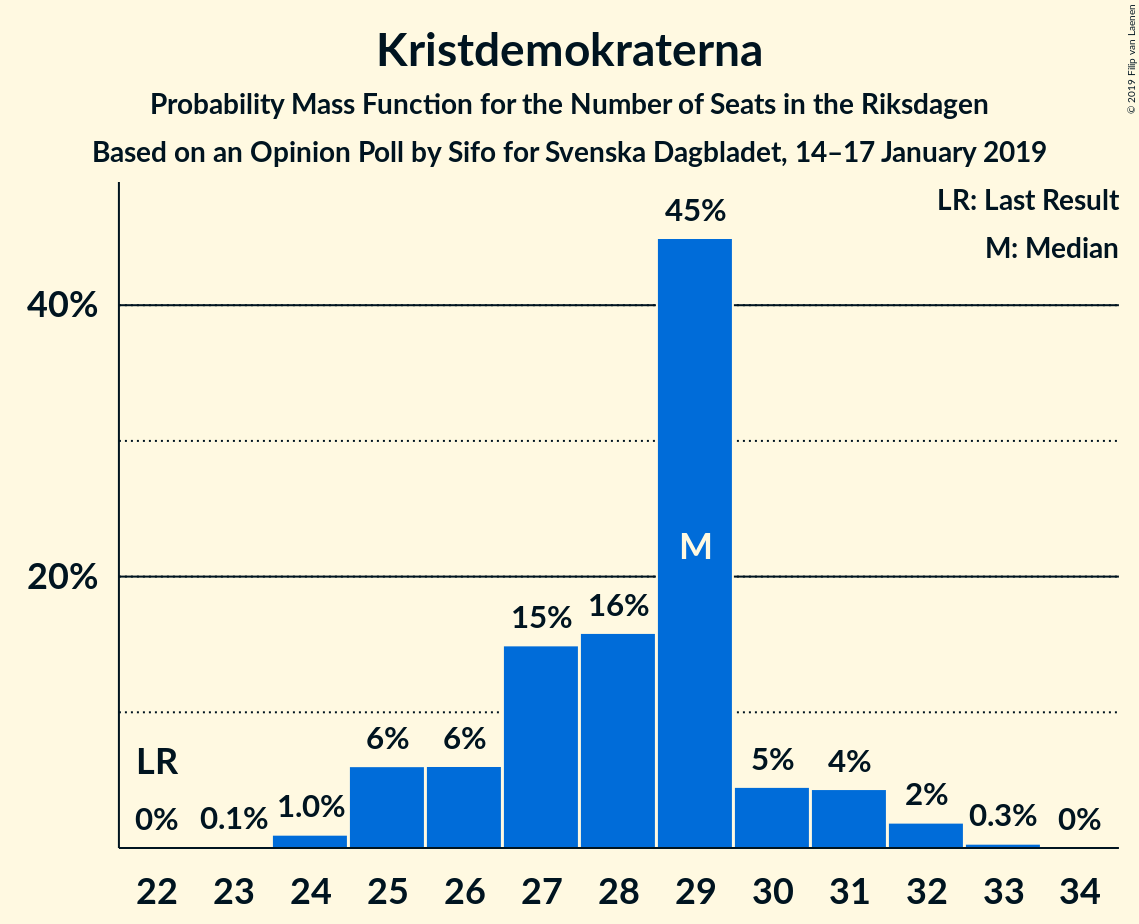 Kristdemokraterna
Probability Mass Function for the Number of Seats in the Riksdagen
Based on an Opinion Poll by Sifo for Svenska Dagbladet, 14–17 January 2019
© 2019 Filip van Laenen
LR: Last Result
M: Median
45%
40%
M
20%
16%
15%
6%
6%
5%
4%
2%
LR
1.0%
0.3%
0%
0.1%
0%
22 23 24 25 26 27 28 29 30 31 32 33 34